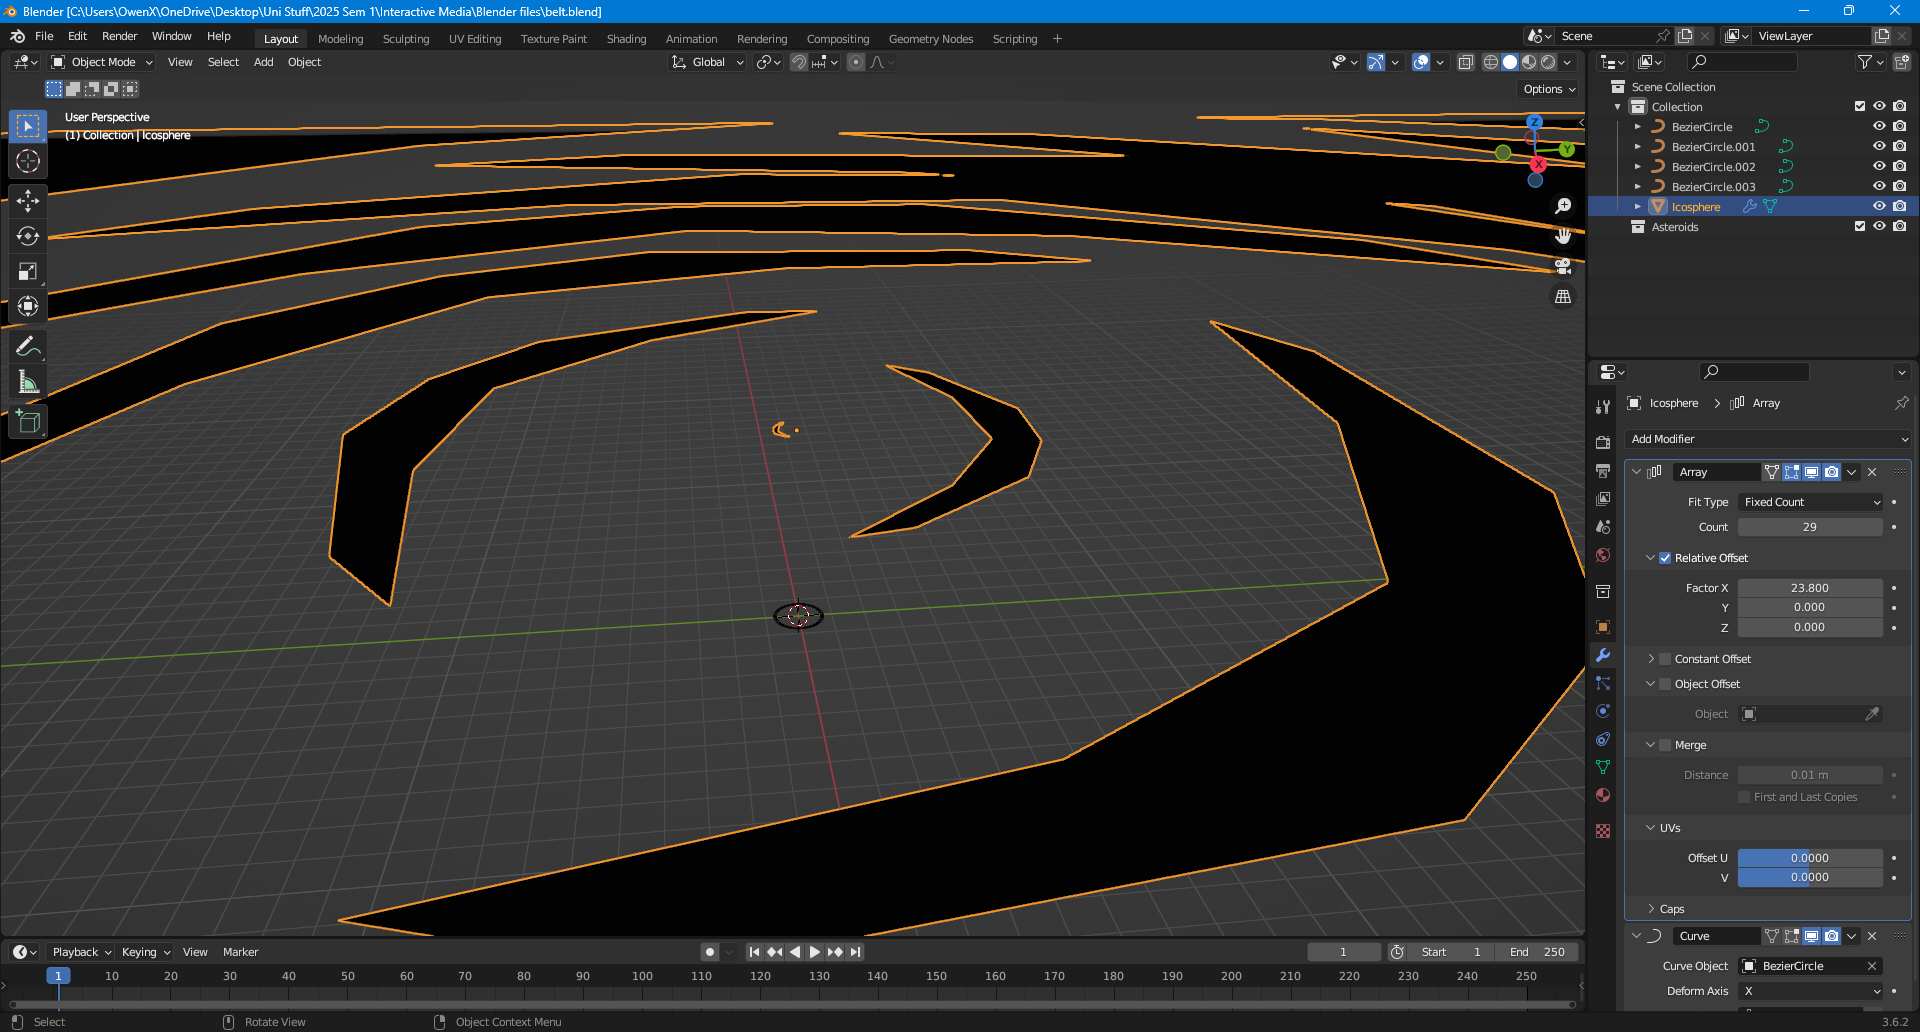 Blender [C:\Users\OwenX\OneDrive\Desktop\Uni Stuff\2025 Sem 1\Interactive Media\Blender files\belt.blend]
File Edit Render Window Help Layout Modeling Sculpting UV Editing Texture Paint Shading Animation Rendering Compositing Geometry Nodes Scripting + Scene ViewLayer
Object Mode View Select Add Object Global
Options
User Perspective
(1) Collection | Icosphere
Z
Y
X
Scene Collection
Collection
BezierCircle
BezierCircle.001
BezierCircle.002
BezierCircle.003
Icosphere
Asteroids
Icosphere > Array
Add Modifier
Array
Fit Type Fixed Count
Count 29
Relative Offset
Factor X 23.800
Y 0.000
Z 0.000
Constant Offset
Object Offset
Object
Merge
Distance 0.01 m
First and Last Copies
UVs
Offset U 0.0000
V 0.0000
Caps
Curve
Curve Object BezierCircle
Deform Axis X
Playback Keying View Marker 1 Start 1 End 250
1 10 20 30 40 50 60 70 80 90 100 110 120 130 140 150 160 170 180 190 200 210 220 230 240 250
Select Rotate View Object Context Menu 3.6.2